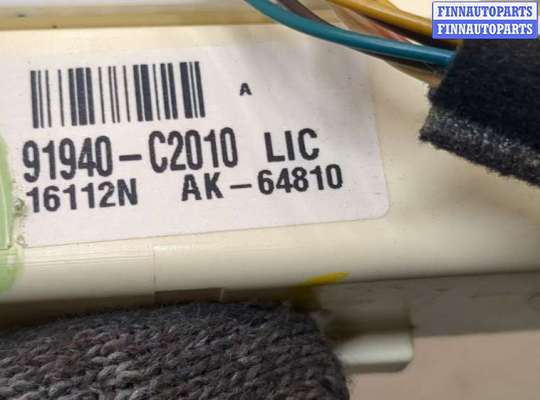 FINNAUTOPARTS
FINNAUTOPARTS
A
91940-C2010 LIC
16112N AK-64810